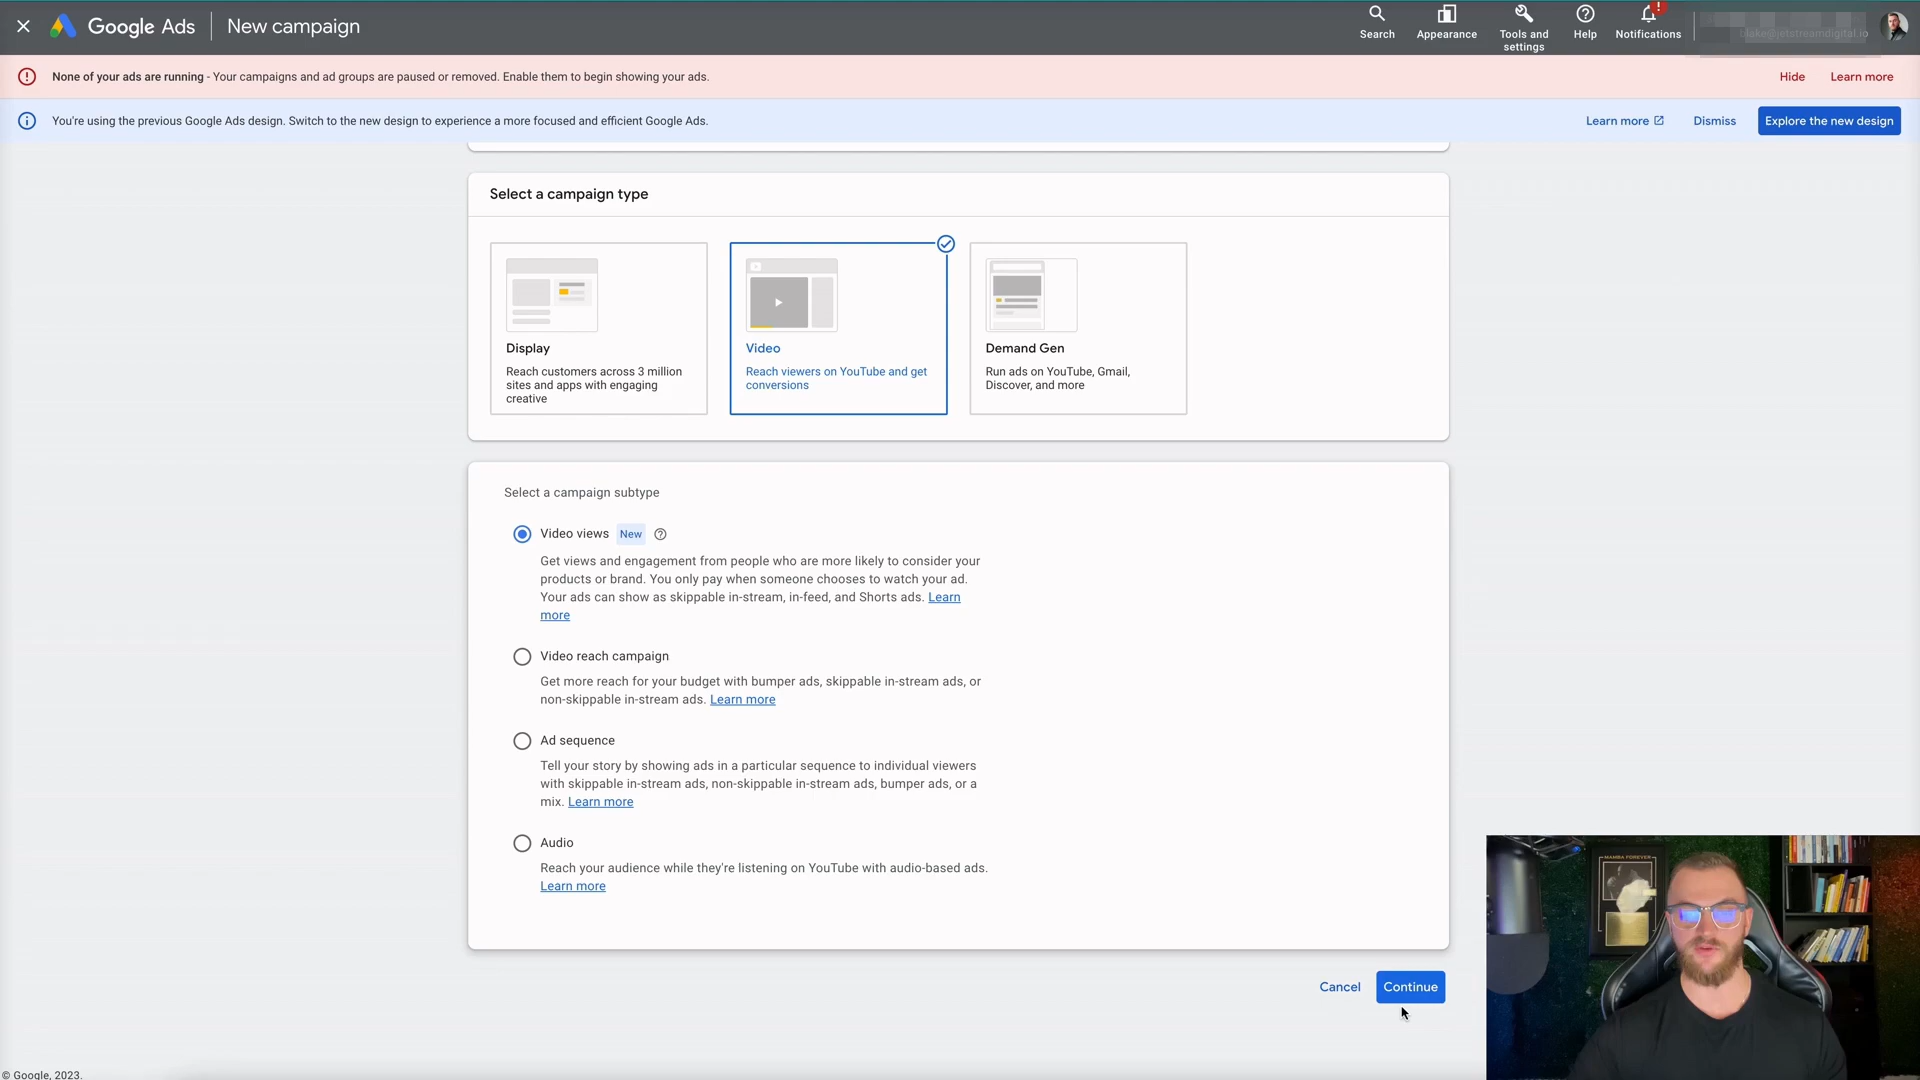 Google Ads
New campaign
Search
Appearance
Tools and
settings
Help
!
Notifications
blake@jetstreamdigital.io
None of your ads are running - Your campaigns and ad groups are paused or removed. Enable them to begin showing your ads.
Hide
Learn more
You're using the previous Google Ads design. Switch to the new design to experience a more focused and efficient Google Ads.
Learn more
Dismiss
Explore the new design
Select a campaign type
Display
Reach customers across 3 million
sites and apps with engaging
creative
Video
Reach viewers on YouTube and get
conversions
Demand Gen
Run ads on YouTube, Gmail,
Discover, and more
Select a campaign subtype
Video views New
Get views and engagement from people who are more likely to consider your
products or brand. You only pay when someone chooses to watch your ad.
Your ads can show as skippable in-stream, in-feed, and Shorts ads. Learn
more
Video reach campaign
Get more reach for your budget with bumper ads, skippable in-stream ads, or
non-skippable in-stream ads. Learn more
Ad sequence
Tell your story by showing ads in a particular sequence to individual viewers
with skippable in-stream ads, non-skippable in-stream ads, bumper ads, or a
mix. Learn more
Audio
Reach your audience while they're listening on YouTube with audio-based ads.
Learn more
Cancel
Continue
MAMBA FOREVER
© Google, 2023.